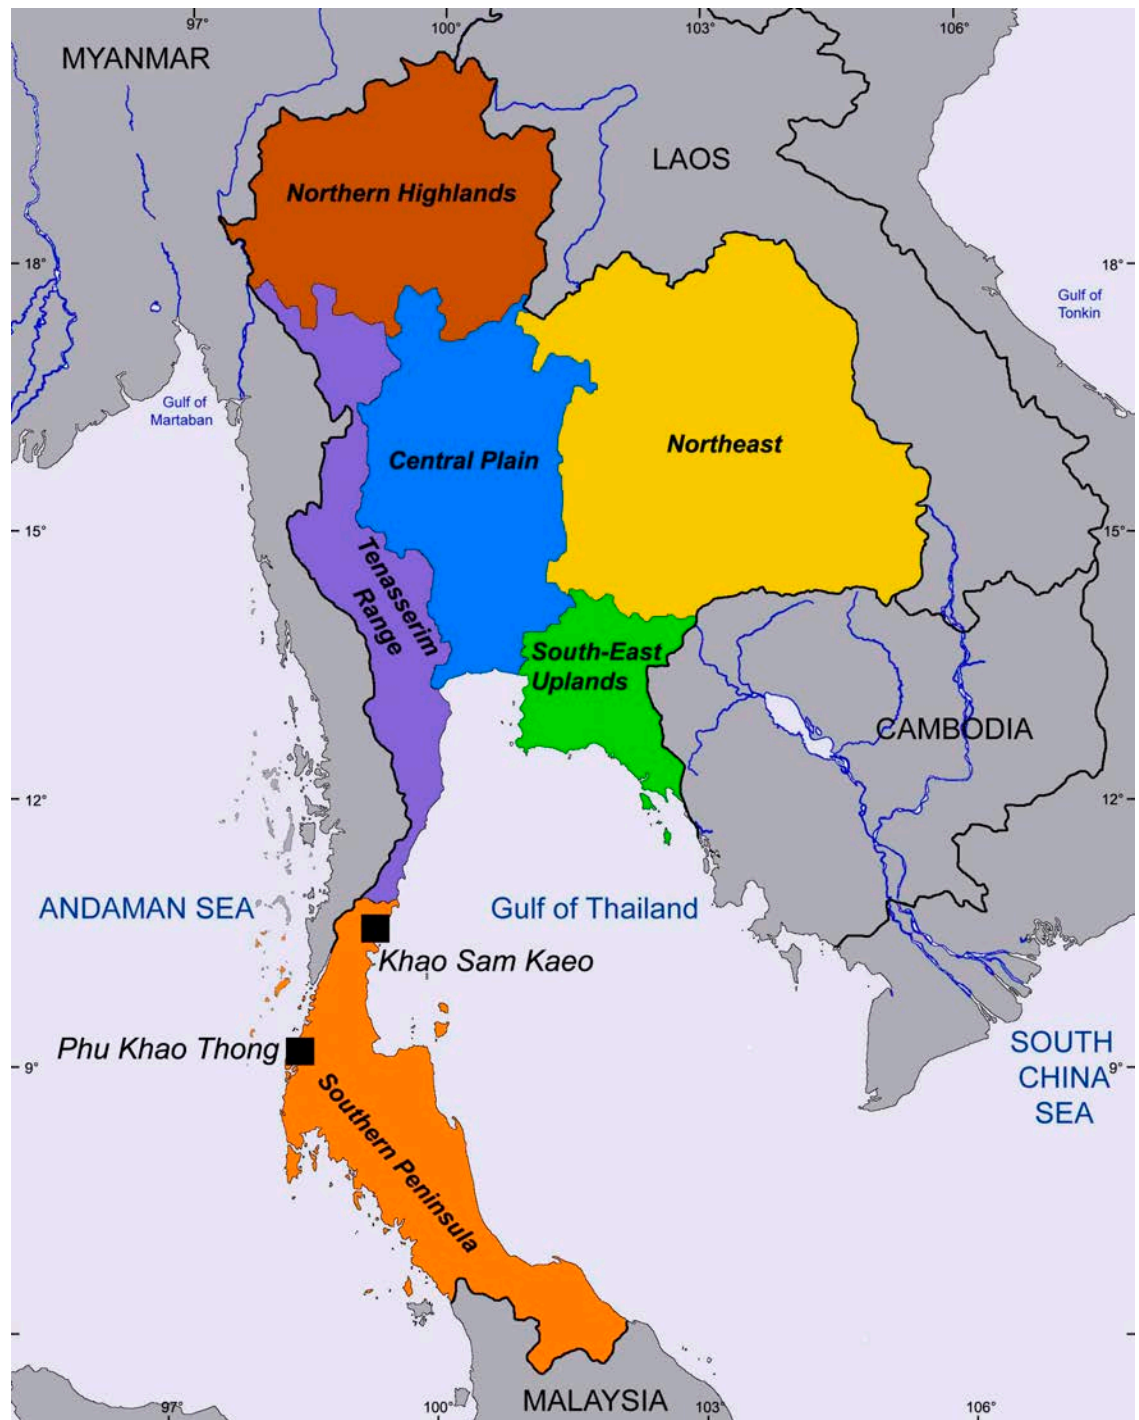 97°
100°
103°
106°
MYANMAR
LAOS
Northern Highlands
18°
18°
Gulf of
Tonkin
Gulf of
Martaban
Northeast
Central Plain
15°
15°
Tenasserim
Range
South-East
Uplands
CAMBODIA
12°
12°
ANDAMAN SEA
Gulf of Thailand
Khao Sam Kaeo
Phu Khao Thong
SOUTH
CHINA
SEA
9°
9°
Southern Peninsula
MALAYSIA
97°
100°
103°
106°